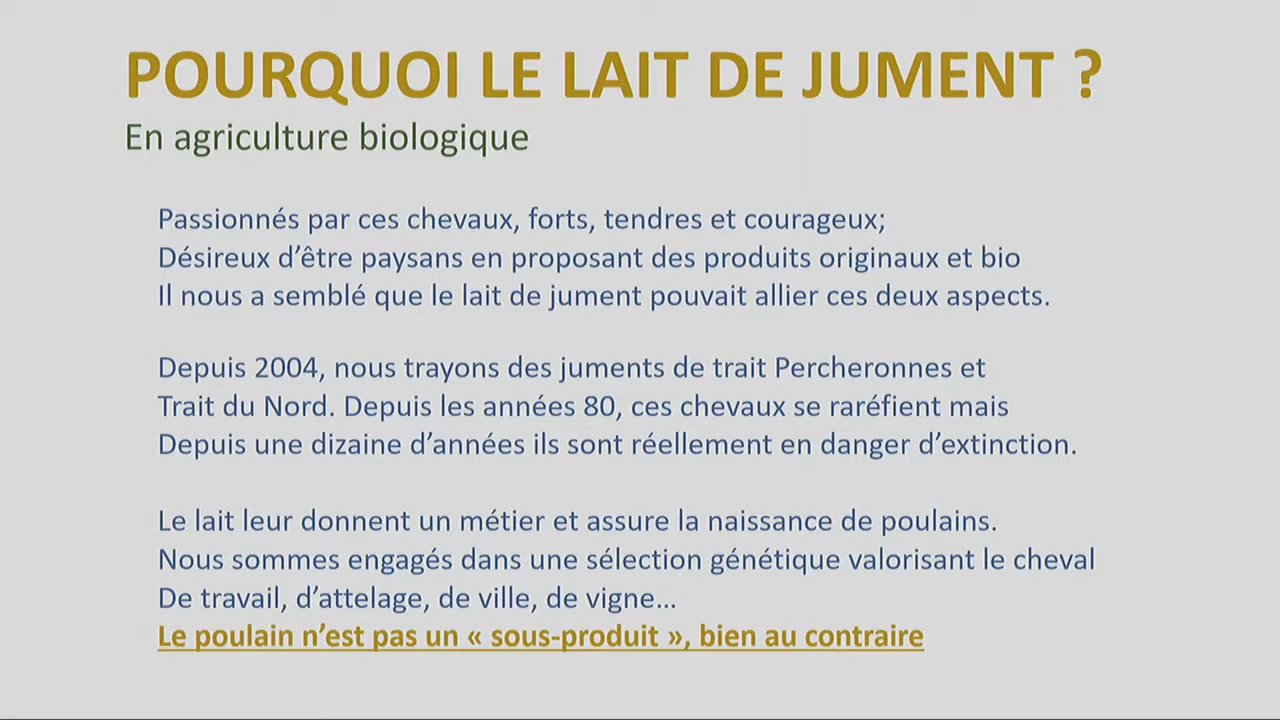 POURQUOI LE LAIT DE JUMENT ?
En agriculture biologique
Passionnés par ces chevaux, forts, tendres et courageux;
Désireux d’être paysans en proposant des produits originaux et bio
Il nous a semblé que le lait de jument pouvait allier ces deux aspects.
Depuis 2004, nous trayons des juments de trait Percheronnes et
Trait du Nord. Depuis les années 80, ces chevaux se raréfient mais
Depuis une dizaine d’années ils sont réellement en danger d’extinction.
Le lait leur donnent un métier et assure la naissance de poulains.
Nous sommes engagés dans une sélection génétique valorisant le cheval
De travail, d’attelage, de ville, de vigne…
Le poulain n’est pas un « sous-produit », bien au contraire